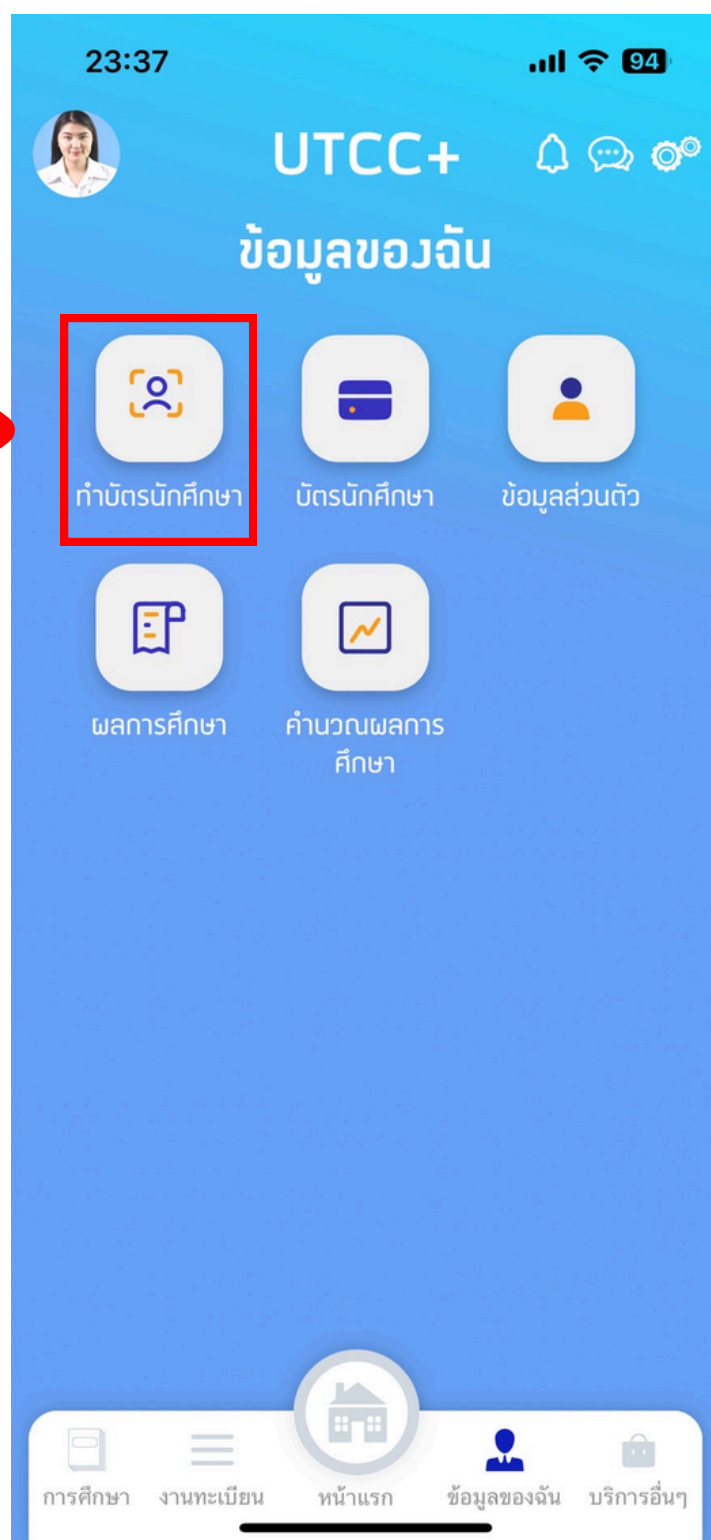 23:37
94
UTCC+
ข้อมูลของฉัน
ทำบัตรนักศึกษา
บัตรนักศึกษา
ข้อมูลส่วนตัว
ผลการศึกษา
คำนวณผลการ
ศึกษา
การศึกษา
งานทะเบียน
หน้าแรก
ข้อมูลของฉัน
บริการอื่นๆ